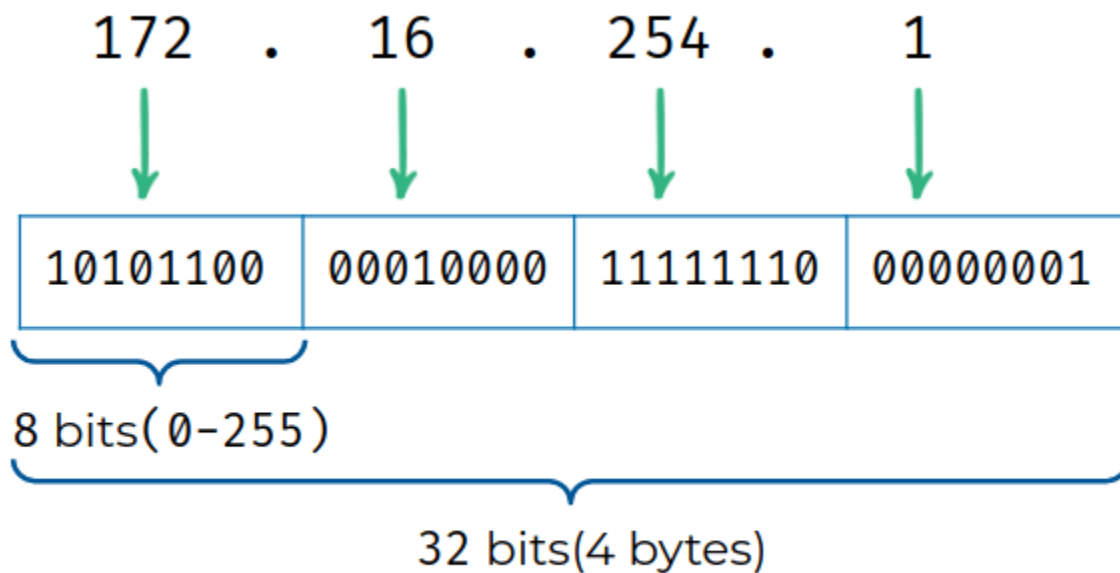 172 . 16 . 254 . 1
10101100 00010000 11111110 00000001
8 bits(0-255)
32 bits(4 bytes)